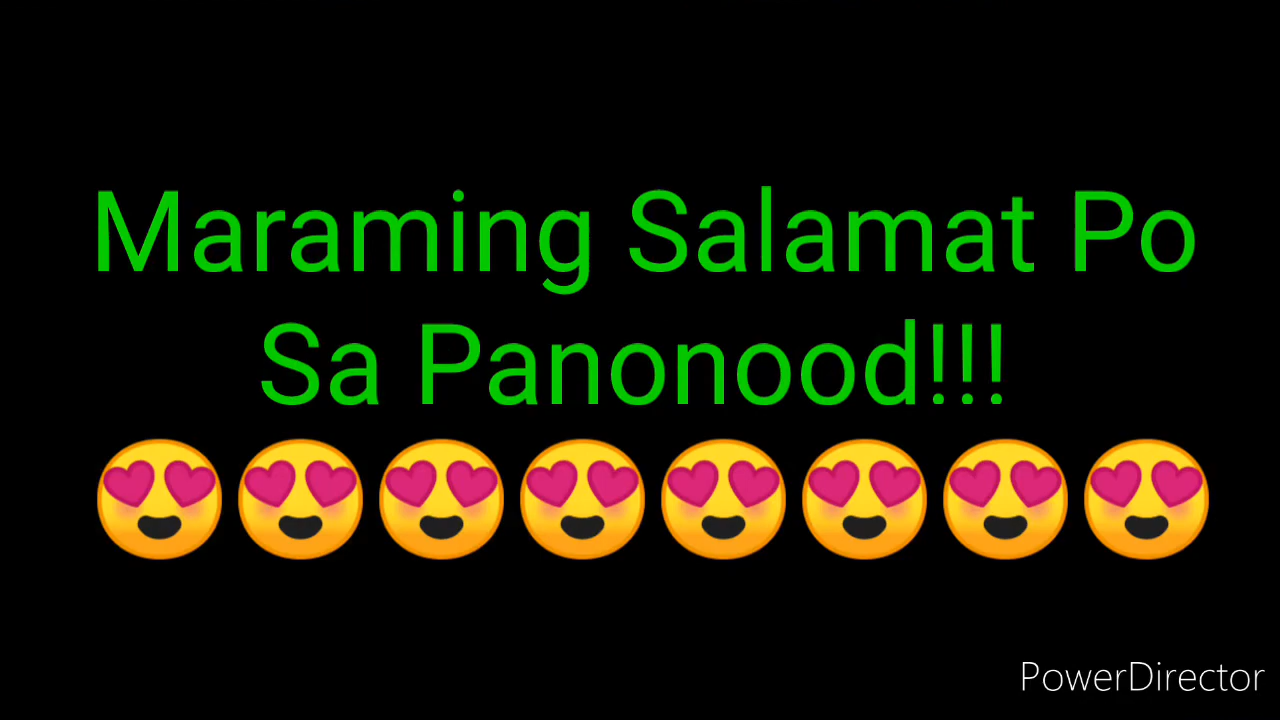 Maraming Salamat Po
Sa Panonood!!!
😍😍😍😍😍😍😍😍
PowerDirector